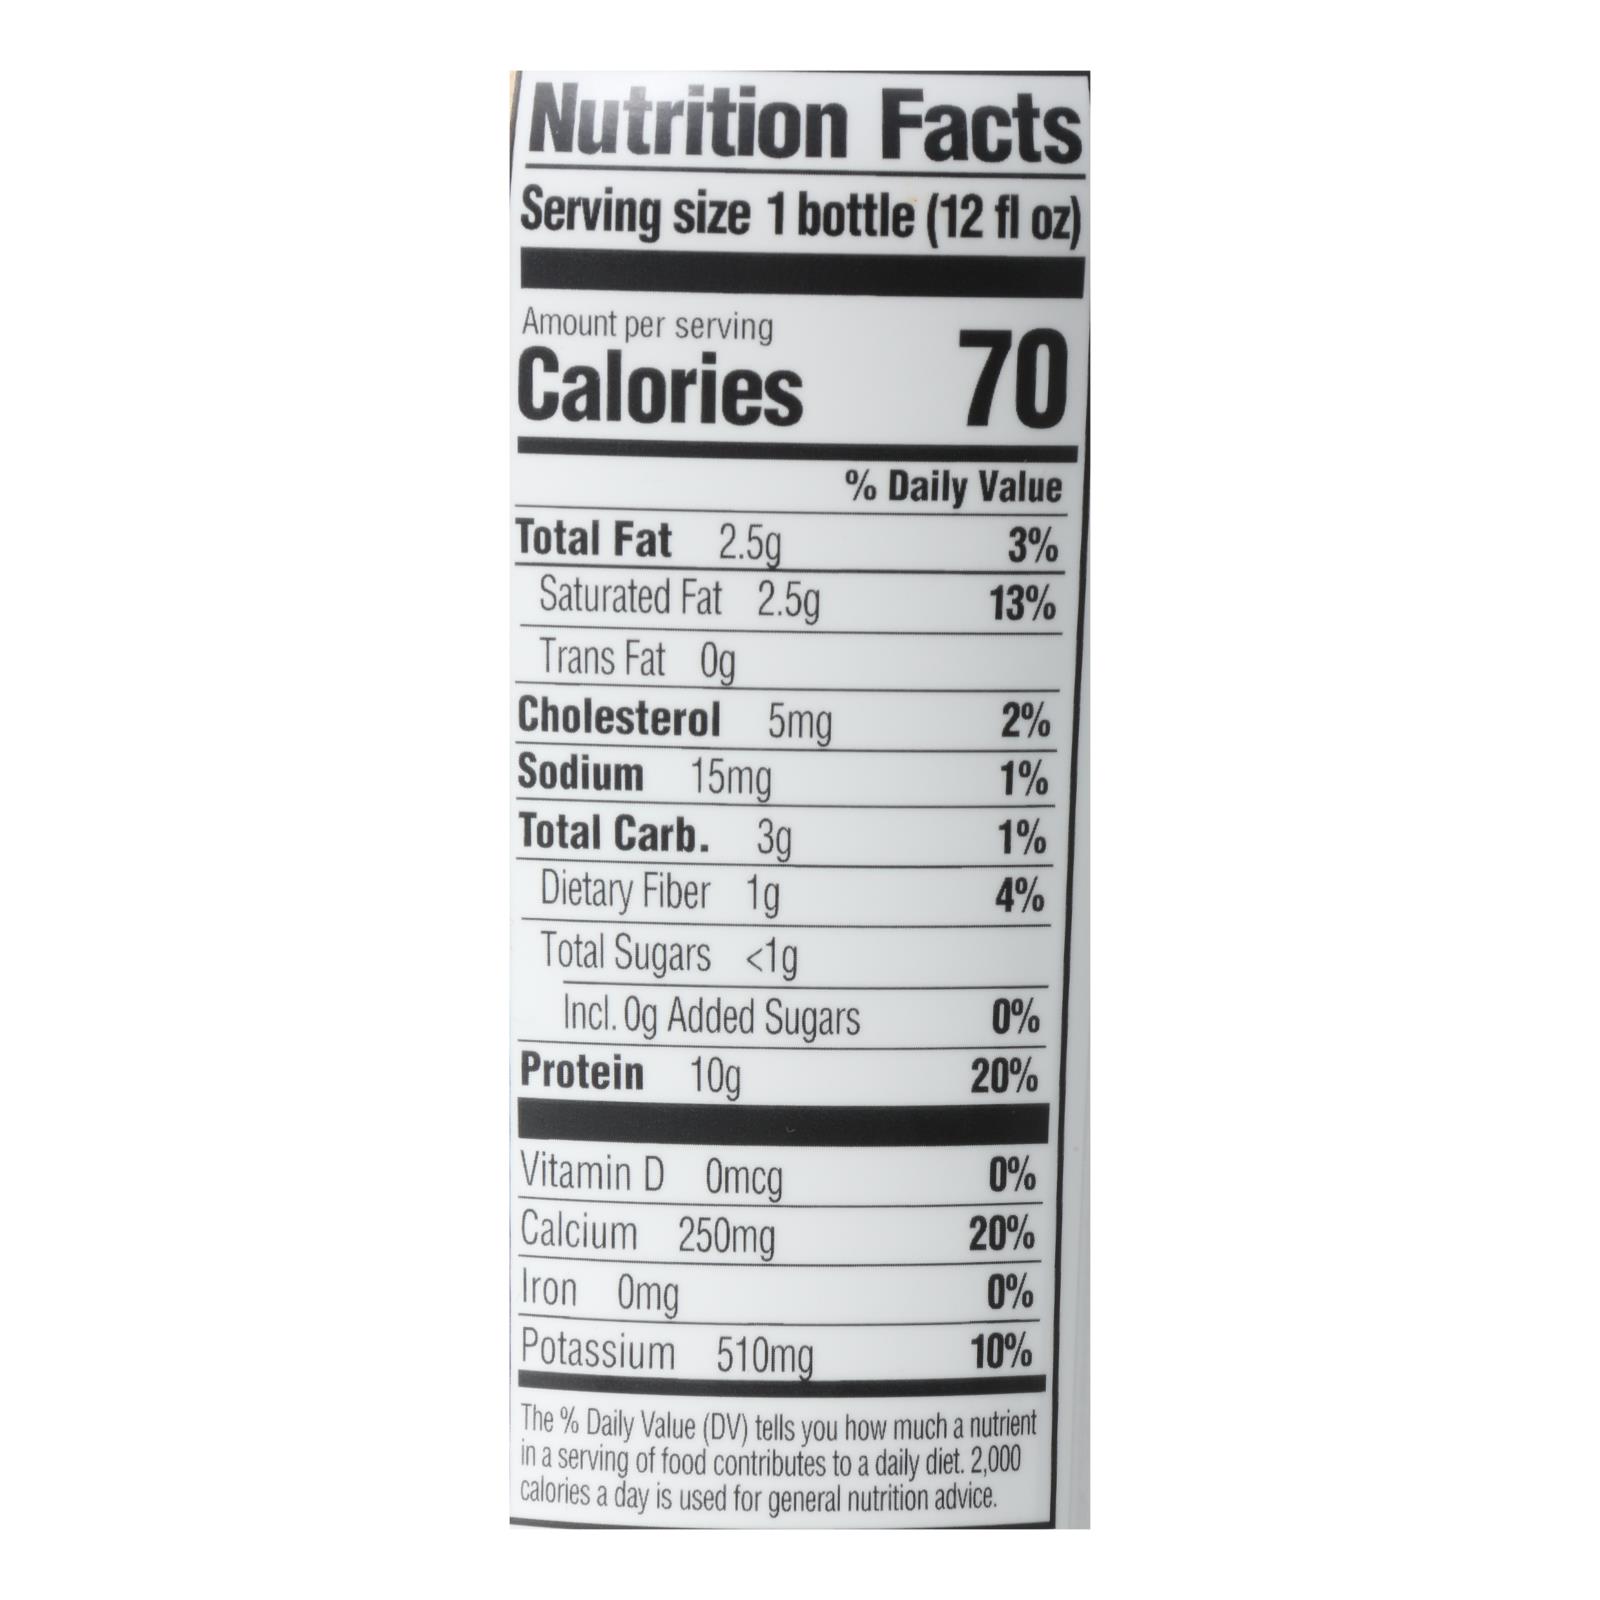 Nutrition Facts
Serving size 1 bottle (12 fl oz)
Amount per serving
Calories 70
% Daily Value
Total Fat 2.5g 3%
Saturated Fat 2.5g 13%
Trans Fat 0g
Cholesterol 5mg 2%
Sodium 15mg 1%
Total Carb. 3g 1%
Dietary Fiber 1g 4%
Total Sugars <1g
Incl. 0g Added Sugars 0%
Protein 10g 20%
Vitamin D 0mcg 0%
Calcium 250mg 20%
Iron 0mg 0%
Potassium 510mg 10%
The % Daily Value (DV) tells you how much a nutrient
in a serving of food contributes to a daily diet. 2,000
calories a day is used for general nutrition advice.